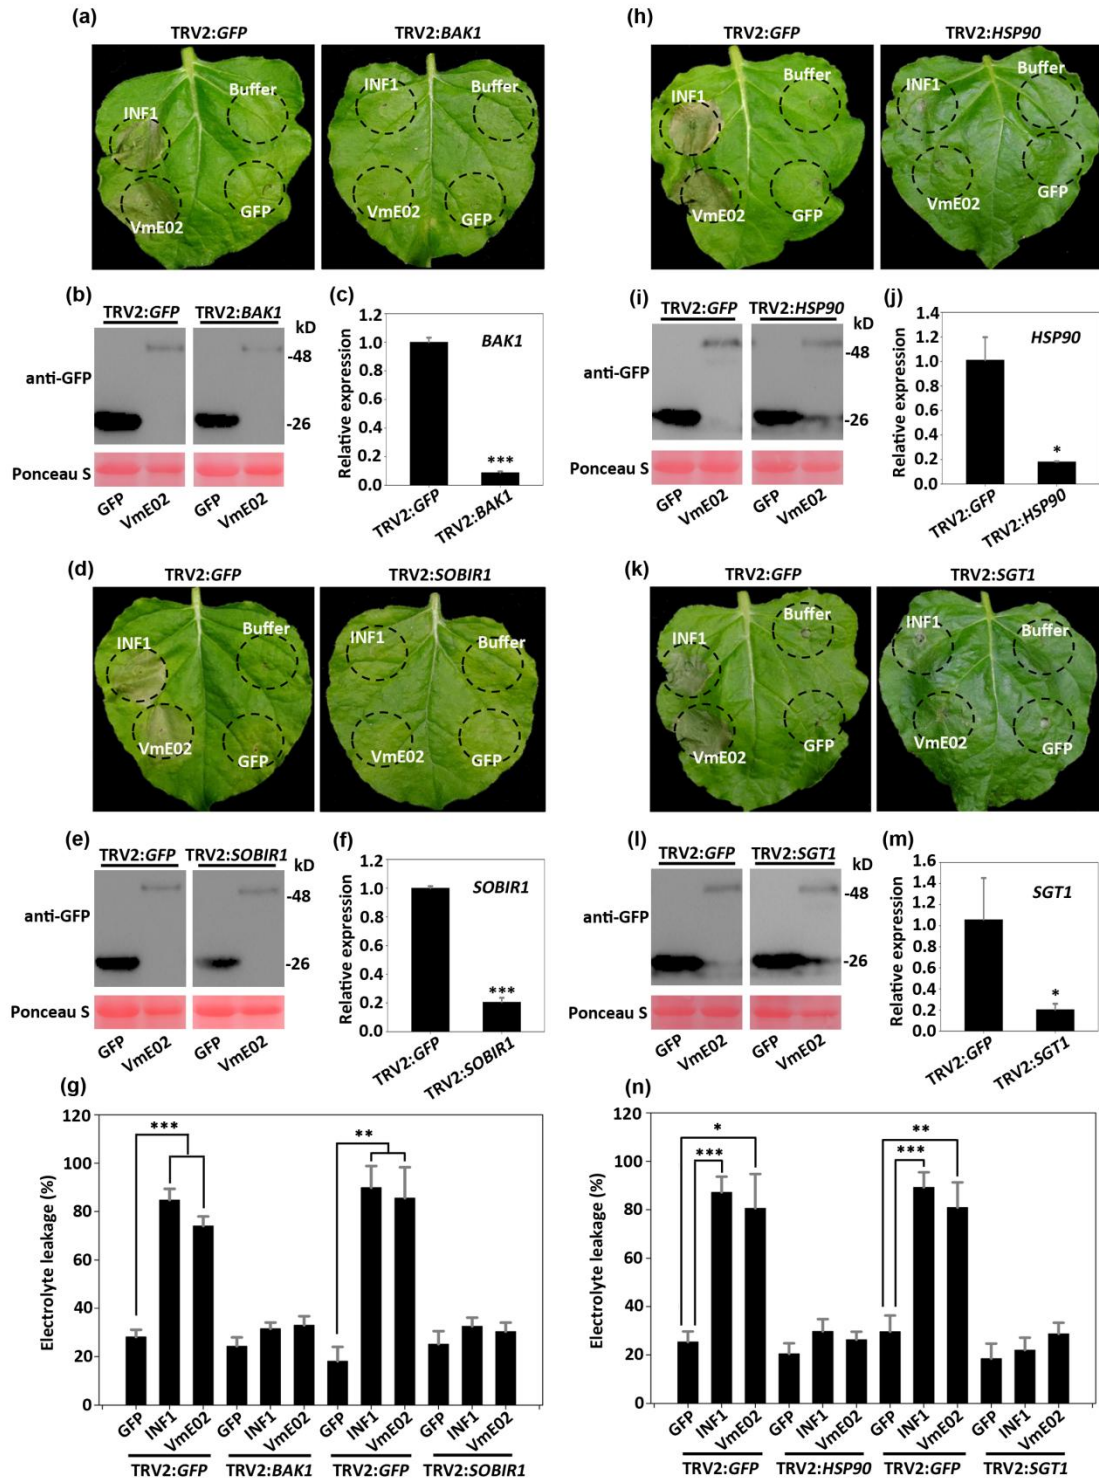 (a)
TRV2:GFP TRV2:BAK1
INF1 Buffer INF1 Buffer
VmE02 GFP VmE02 GFP
(b)
TRV2:GFP TRV2:BAK1
kD
-48
anti-GFP
-26
Ponceau S
GFP VmE02 GFP VmE02
(c)
Relative expression
1.2
1.0
0.8
0.6
0.4
0.2
0.0
BAK1
***
TRV2:GFP
TRV2:BAK1
(d)
TRV2:GFP TRV2:SOBIR1
INF1 Buffer INF1 Buffer
VmE02 GFP VmE02 GFP
(e)
TRV2:GFP TRV2:SOBIR1
kD
-48
anti-GFP
-26
Ponceau S
GFP VmE02 GFP VmE02
(f)
Relative expression
1.2
1.0
0.8
0.6
0.4
0.2
0.0
SOBIR1
***
TRV2:GFP
TRV2:SOBIR1
(g)
Electrolyte leakage (%)
120
100
80
60
40
20
0
*** **
GFP INF1 VmE02 GFP INF1 VmE02 GFP INF1 VmE02 GFP INF1 VmE02
TRV2:GFP TRV2:BAK1 TRV2:GFP TRV2:SOBIR1
(h)
TRV2:GFP TRV2:HSP90
INF1 Buffer INF1 Buffer
VmE02 GFP VmE02 GFP
(i)
TRV2:GFP TRV2:HSP90
kD
-48
anti-GFP
-26
Ponceau S
GFP VmE02 GFP VmE02
(j)
Relative expression
1.4
1.2
1.0
0.8
0.6
0.4
0.2
0.0
HSP90
*
TRV2:GFP
TRV2:HSP90
(k)
TRV2:GFP TRV2:SGT1
INF1 Buffer INF1 Buffer
VmE02 GFP VmE02 GFP
(l)
TRV2:GFP TRV2:SGT1
kD
-48
anti-GFP
-26
Ponceau S
GFP VmE02 GFP VmE02
(m)
Relative expression
1.6
1.4
1.2
1.0
0.8
0.6
0.4
0.2
0.0
SGT1
*
TRV2:GFP
TRV2:SGT1
(n)
Electrolyte leakage (%)
120
100
80
60
40
20
0
* **
*** ***
GFP INF1 VmE02 GFP INF1 VmE02 GFP INF1 VmE02 GFP INF1 VmE02
TRV2:GFP TRV2:HSP90 TRV2:GFP TRV2:SGT1